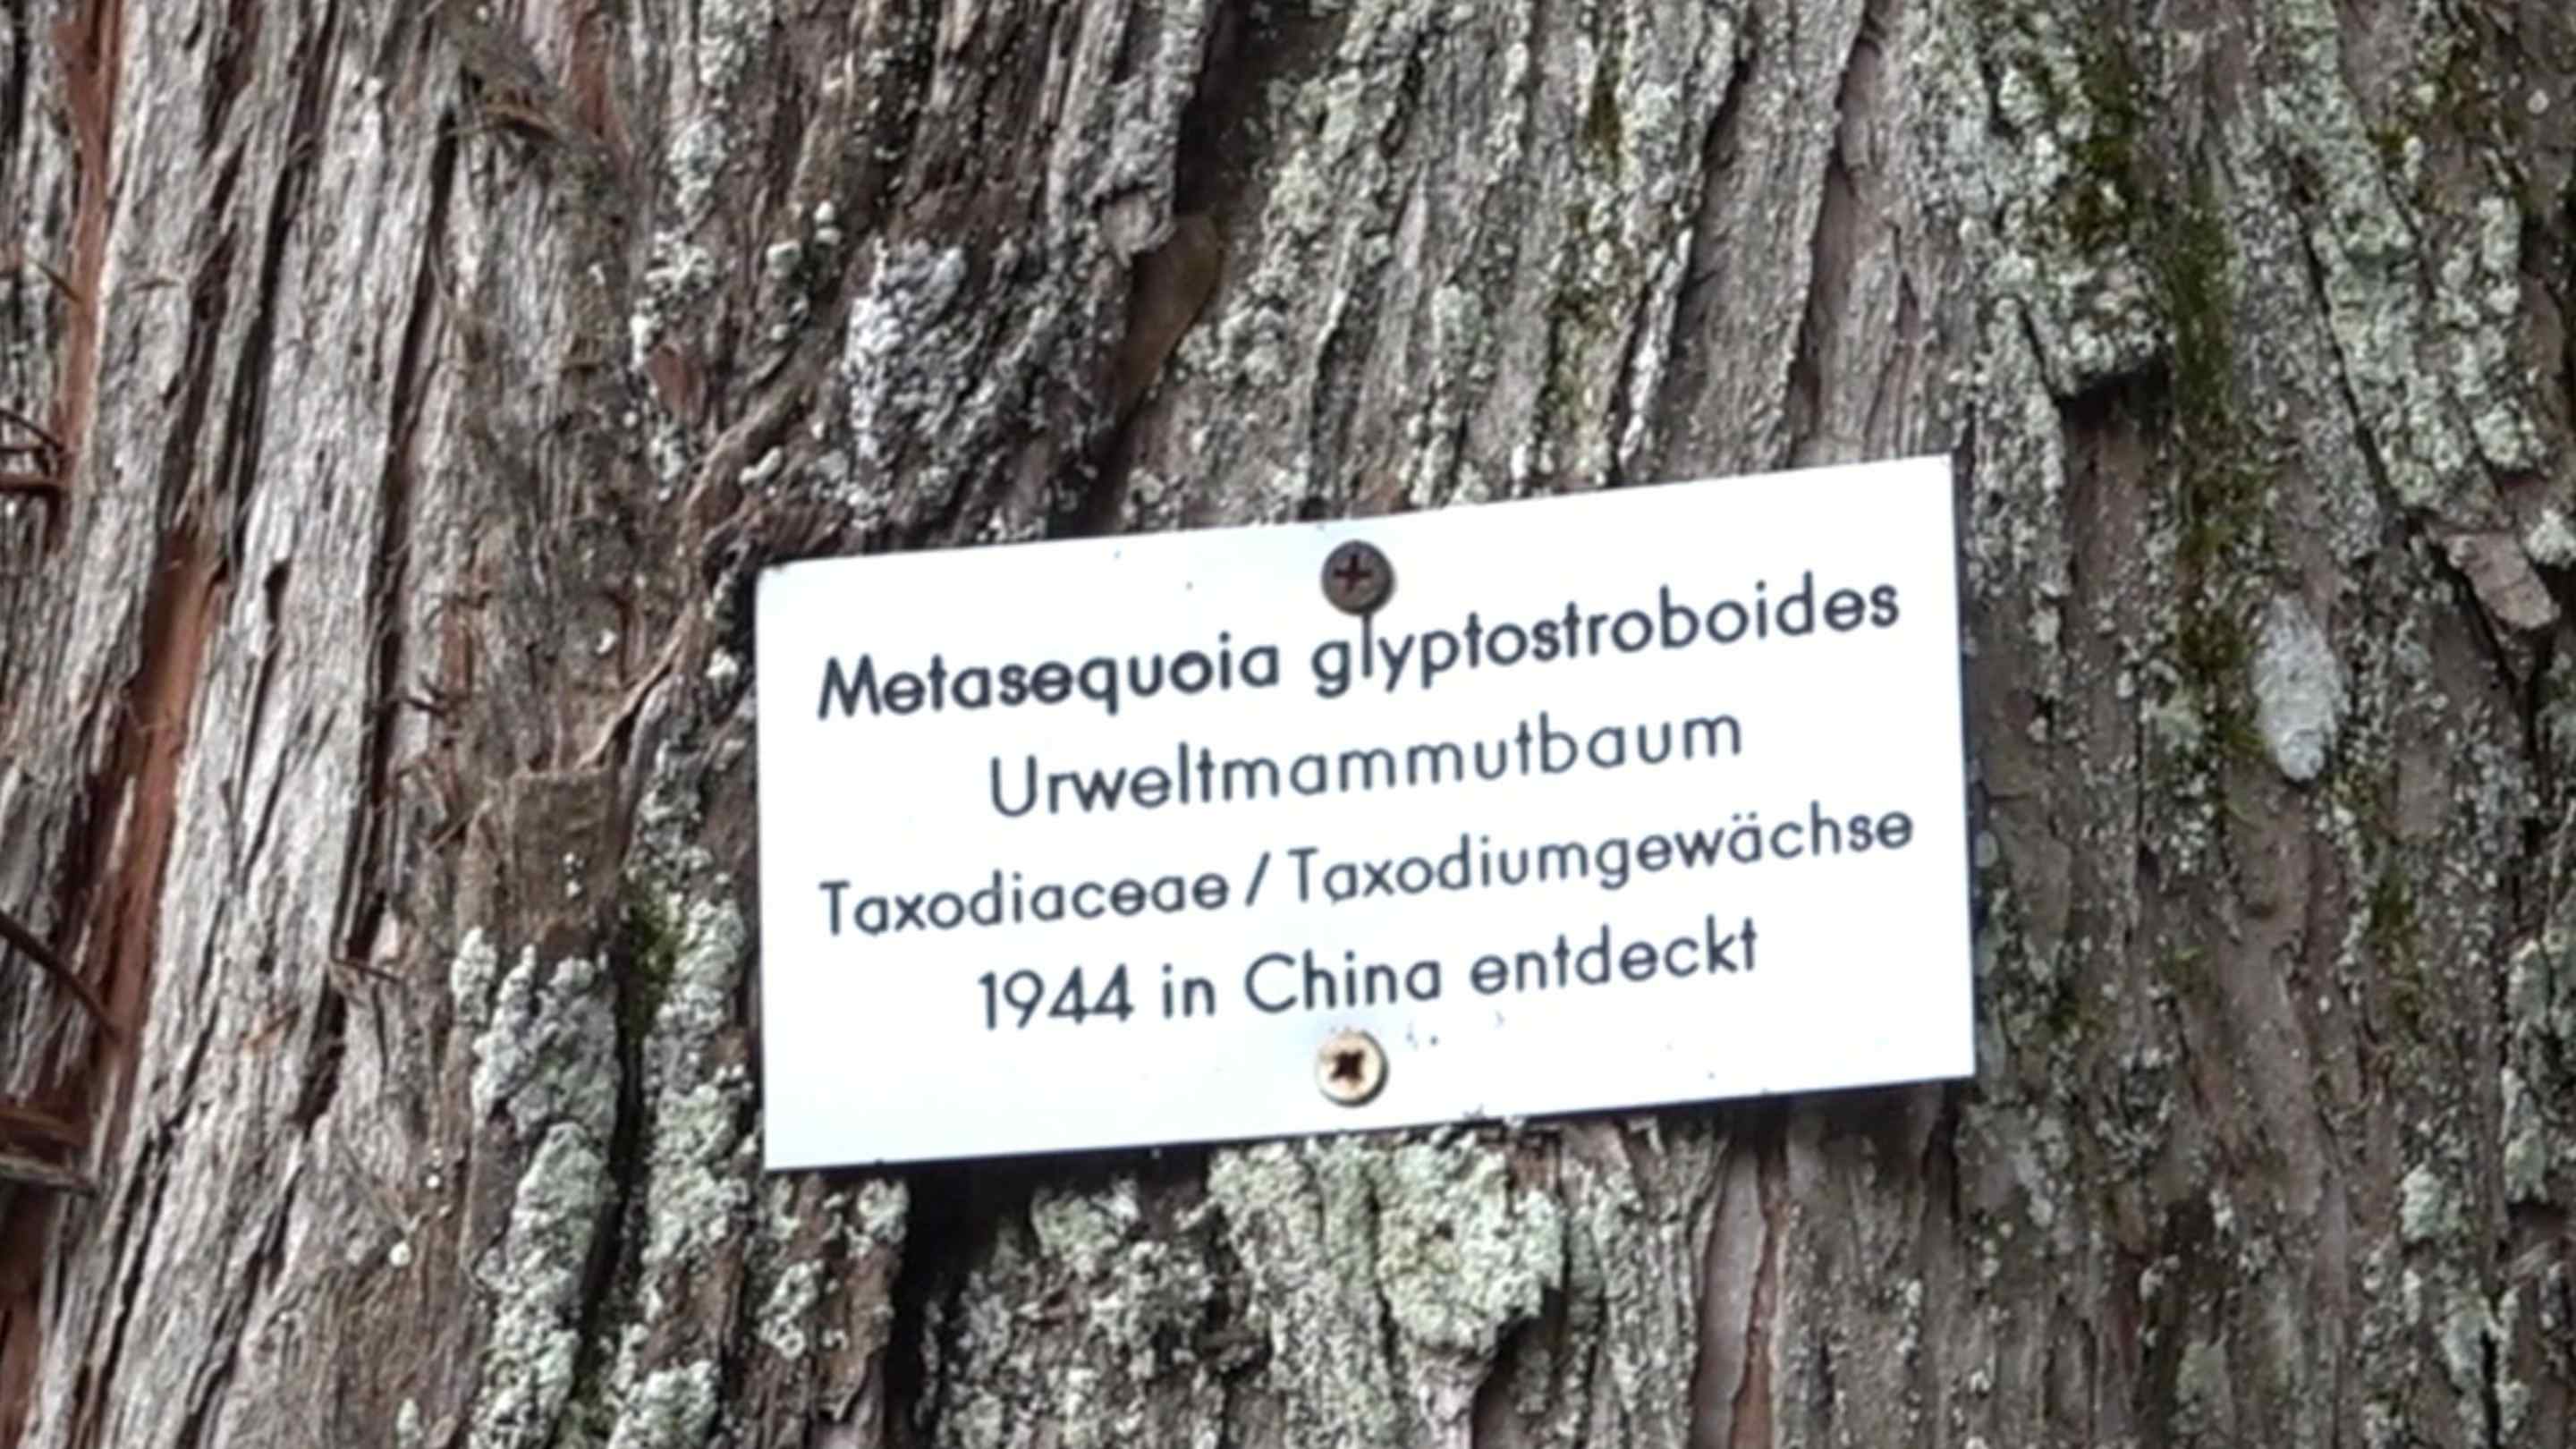 Metasequoia glyptostroboides
Urweltmammutbaum
Taxodiaceae / Taxodiumgewächse
1944 in China entdeckt